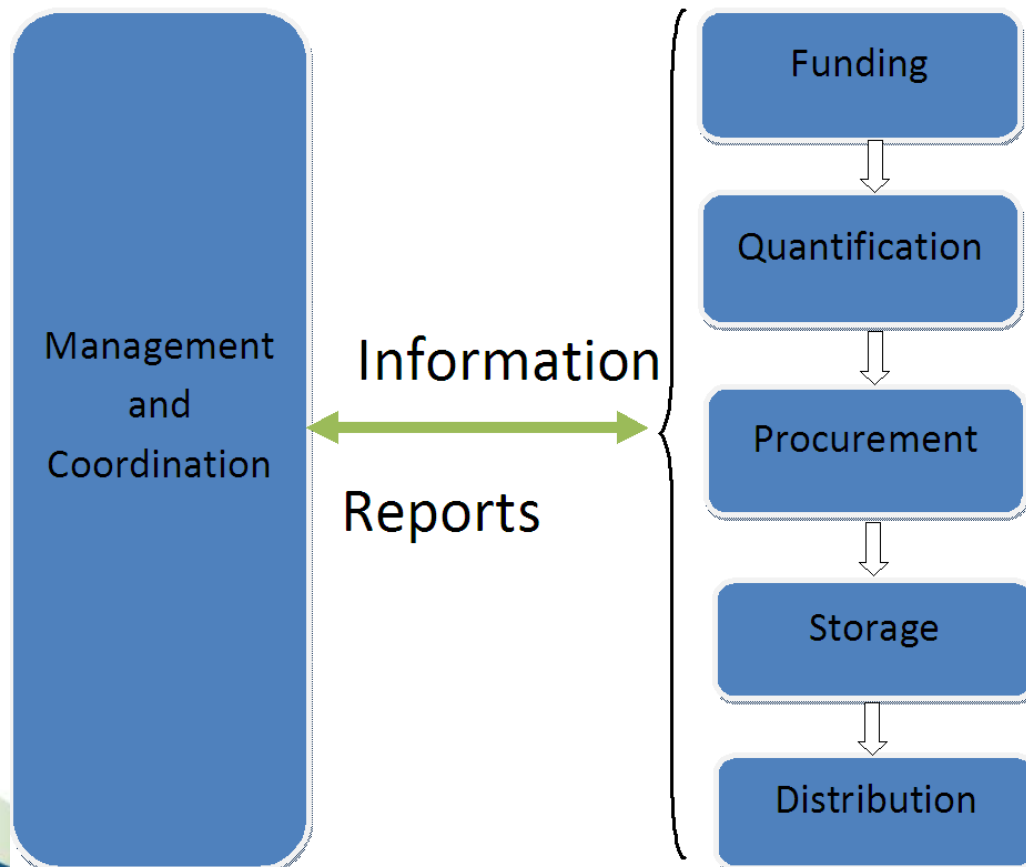 Management
and
Coordination
Information
Reports
Funding
Quantification
Procurement
Storage
Distribution